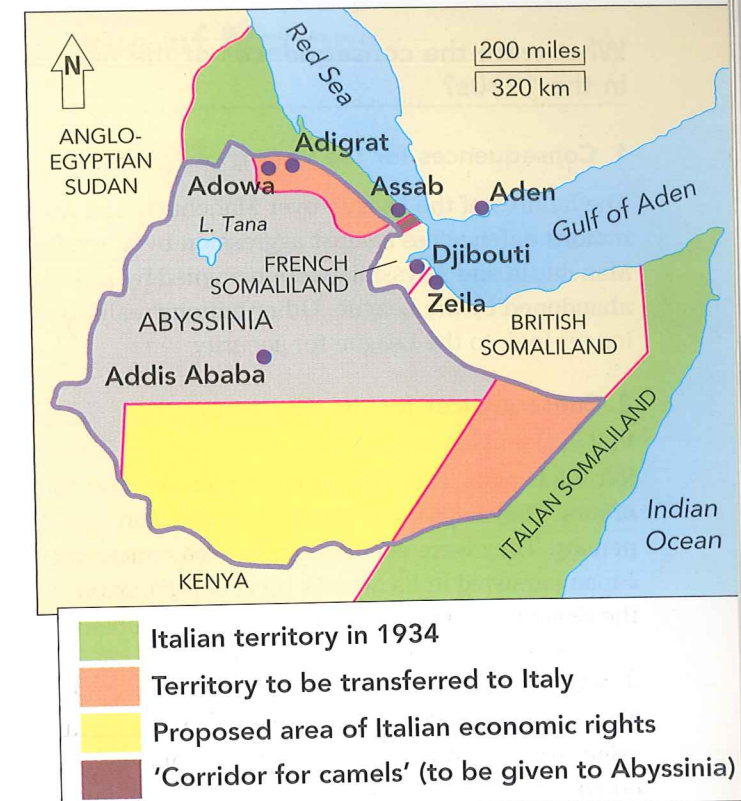 Red Sea
200 miles
320 km
N
ANGLO-
EGYPTIAN
SUDAN
Adigrat
Adowa
Assab
Aden
L. Tana
Gulf of Aden
FRENCH
SOMALILAND
Djibouti
Zeila
ABYSSINIA
BRITISH
SOMALILAND
Addis Ababa
ITALIAN SOMALILAND
Indian
Ocean
KENYA
Italian territory in 1934
Territory to be transferred to Italy
Proposed area of Italian economic rights
'Corridor for camels' (to be given to Abyssinia)